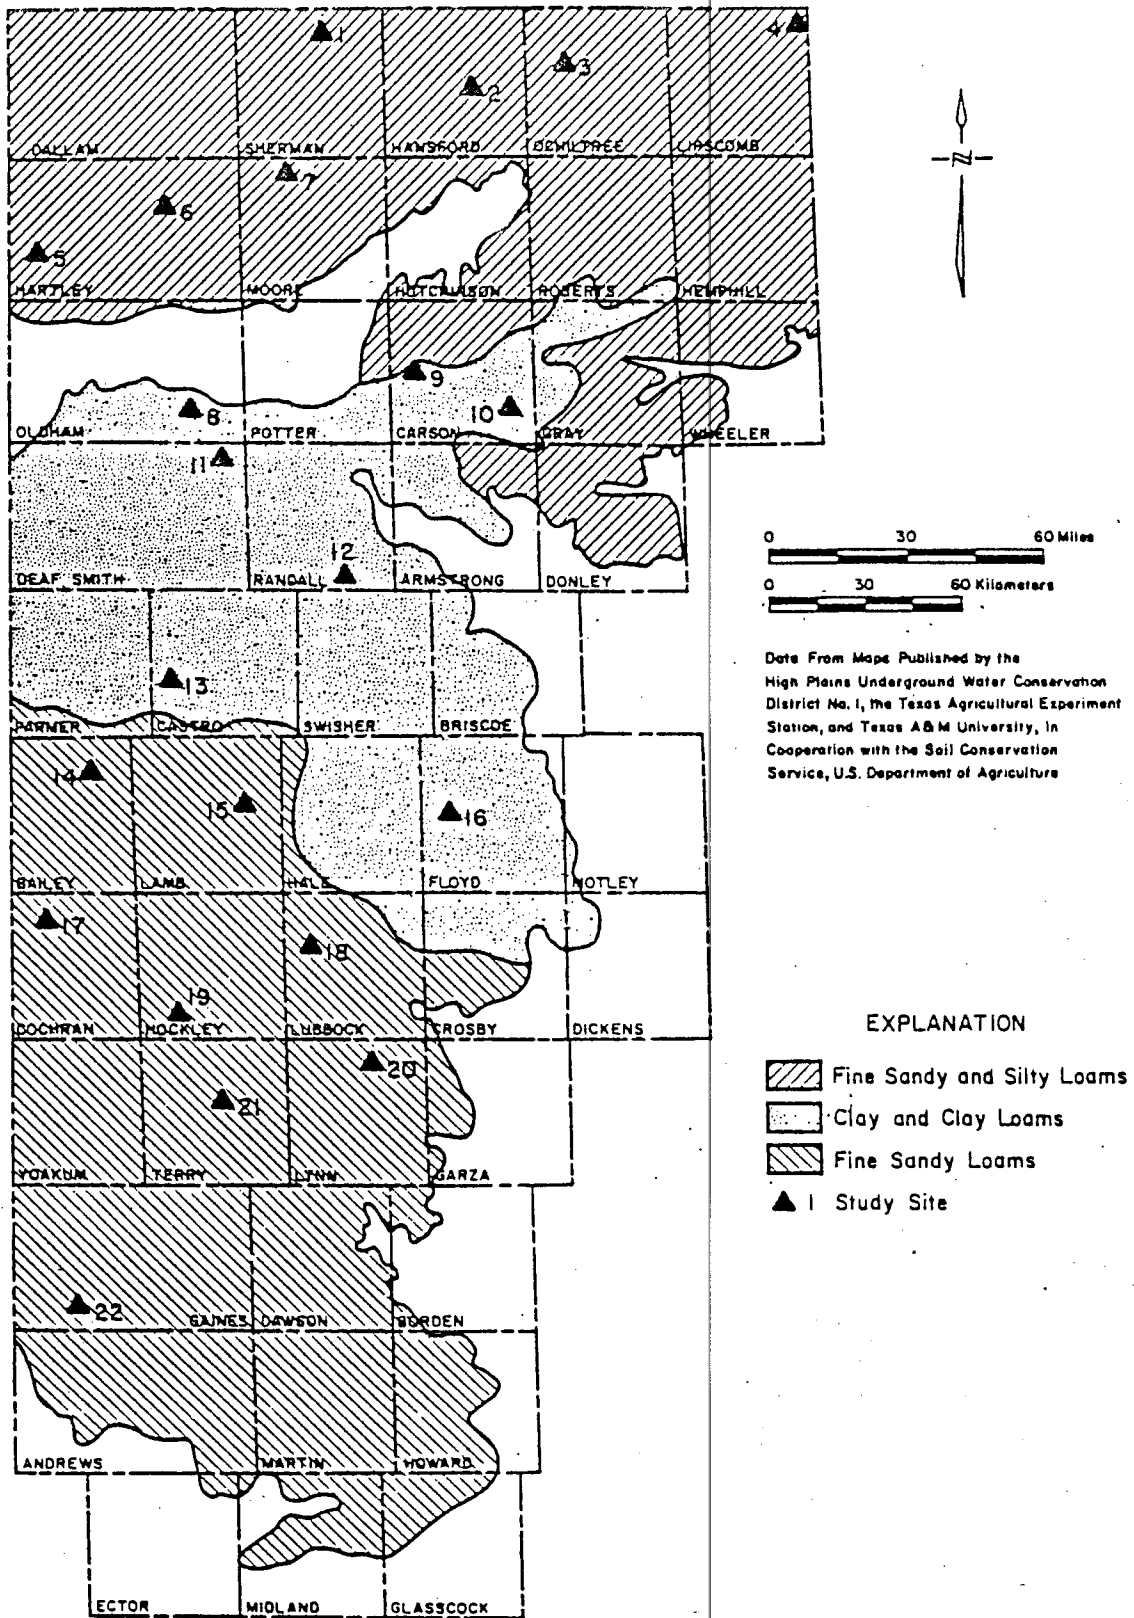 1
4
3
2
DALLAM
SHERMAN
HANSFORD
OCHILTREE
LIPSCOMB
7
6
5
N
HARTLEY
MOORE
HUTCHINSON
ROBERTS
HEMPHILL
9
8
10
OLDHAM
POTTER
CARSON
GRAY
WHEELER
11
12
DEAF SMITH
RANDALL
ARMSTRONG
DONLEY
0 30 60 Miles
0 30 60 Kilometers
Data From Maps Published by the
High Plains Underground Water Conservation
District No. 1, the Texas Agricultural Experiment
Station, and Texas A & M University, in
Cooperation with the Soil Conservation
Service, U.S. Department of Agriculture
13
PARMER
CASTRO
SWISHER
BRISCOE
14
15
16
BAILEY
LAMB
HALE
FLOYD
MOTLEY
17
18
19
COCHRAN
HOCKLEY
LUBBOCK
CROSBY
DICKENS
20
21
YOAKUM
TERRY
LYNN
GARZA
22
GAINES
DAWSON
BORDEN
ANDREWS
MARTIN
HOWARD
ECTOR
MIDLAND
GLASSCOCK
EXPLANATION
Fine Sandy and Silty Loams
Clay and Clay Loams
Fine Sandy Loams
1 Study Site